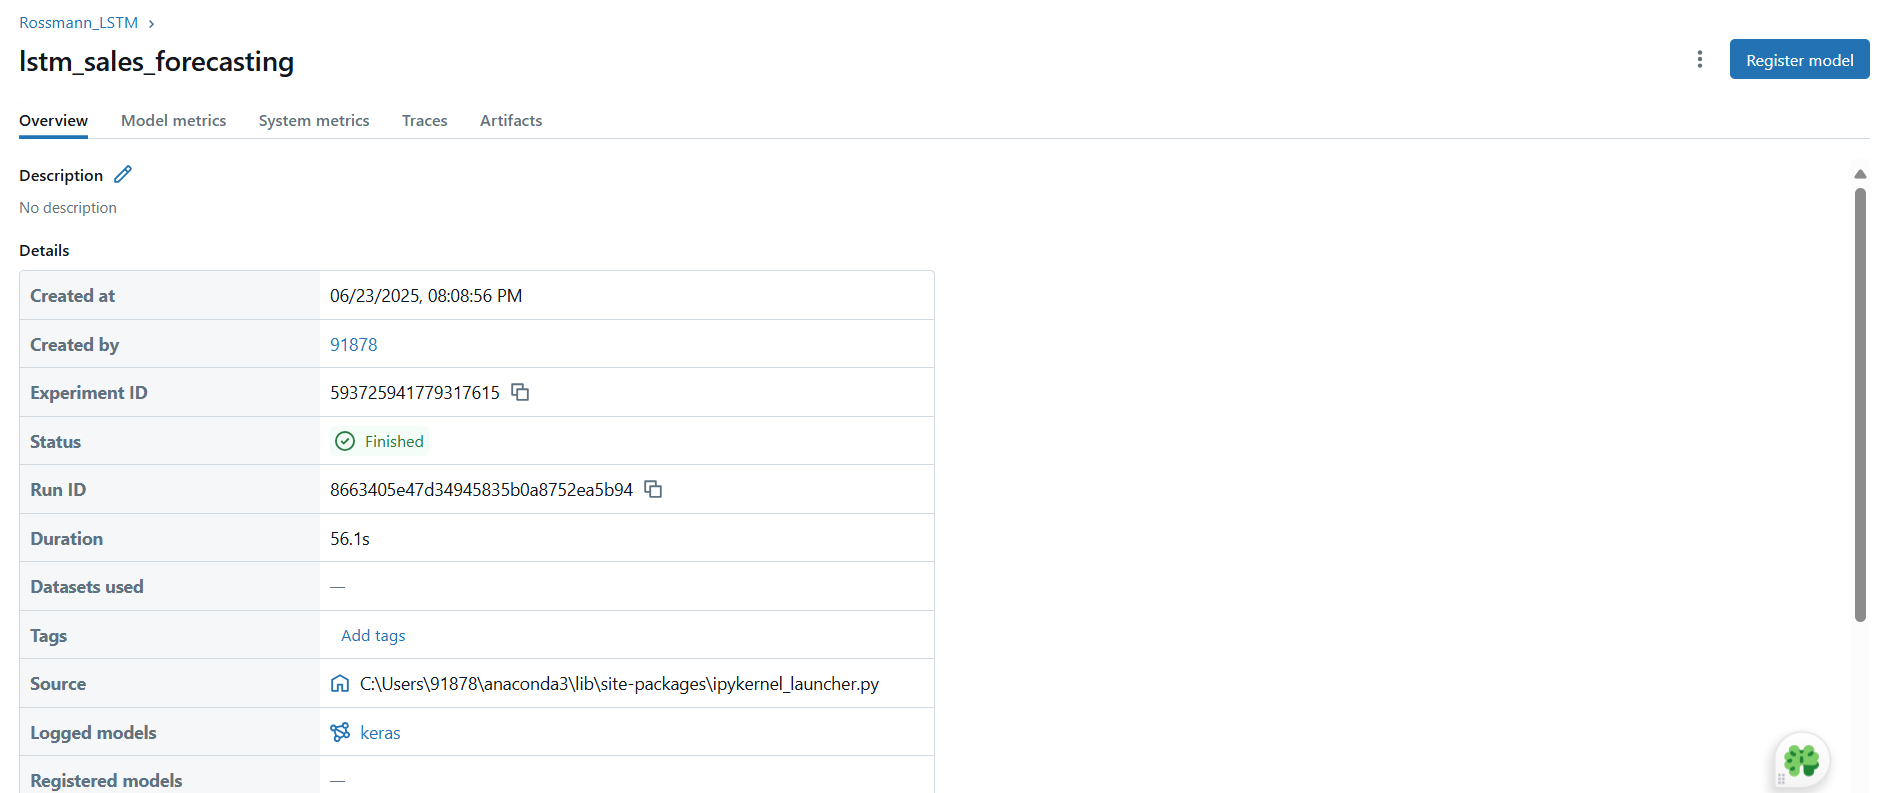 Rossmann_LSTM
lstm_sales_forecasting
Register model
Overview Model metrics System metrics Traces Artifacts
Description
No description
Details
Created at 06/23/2025, 08:08:56 PM
Created by 91878
Experiment ID 593725941779317615
Status Finished
Run ID 8663405e47d34945835b0a8752ea5b94
Duration 56.1s
Datasets used —
Tags Add tags
Source C:\Users\91878\anaconda3\lib\site-packages\ipykernel_launcher.py
Logged models keras
Registered models —